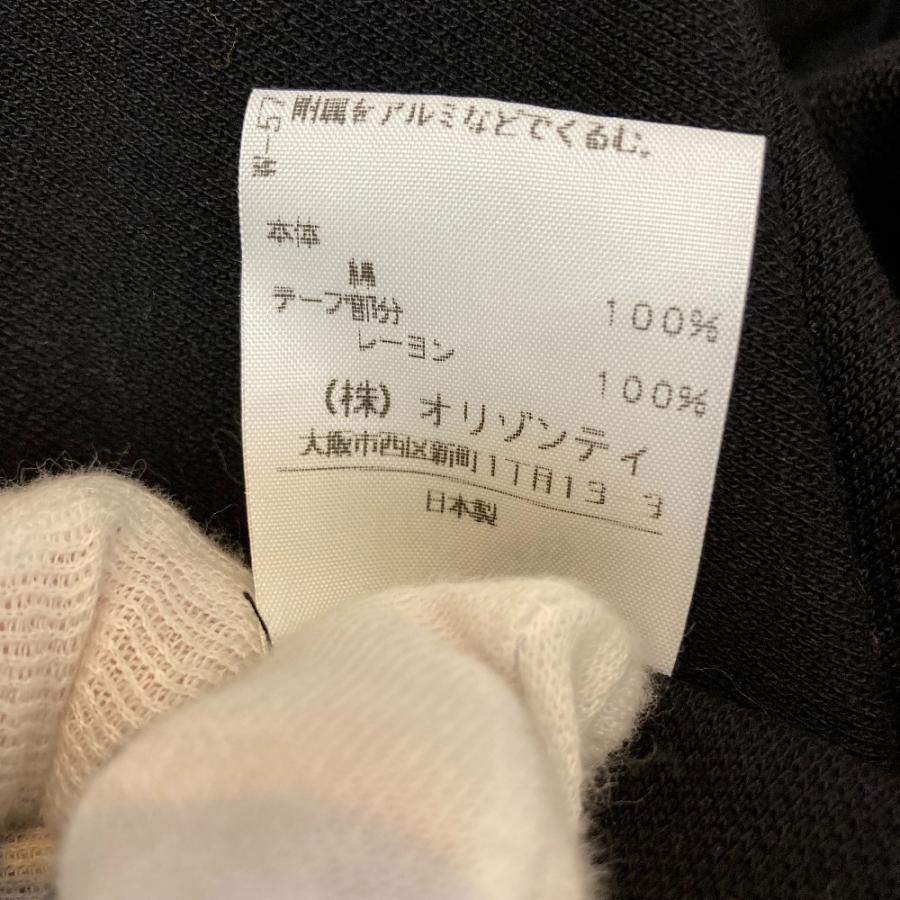 附属をアルミなどでくるむ。
本体
綿 100%
テープ部分
レーヨン 100%
(株) オリゾンティ
大阪市西区新町1丁目13 3
日本製